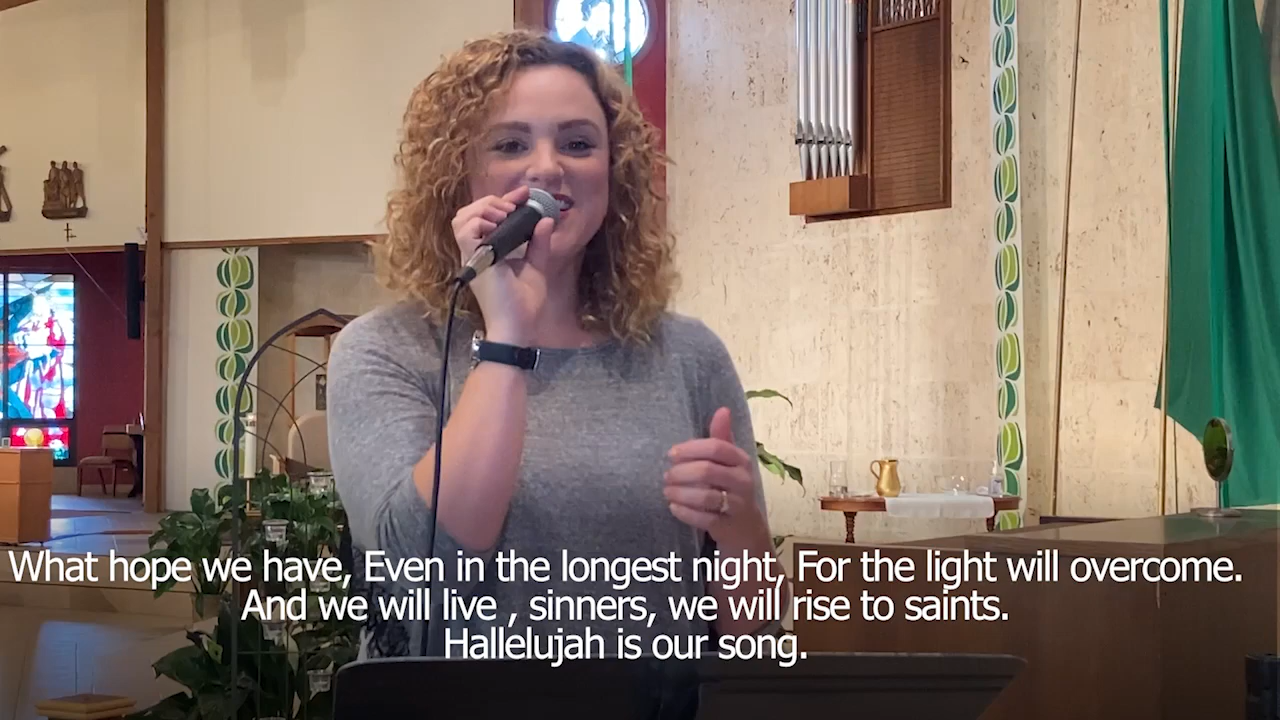 What hope we have, Even in the longest night, For the light will overcome.
And we will live , sinners, we will rise to saints.
Hallelujah is our song.